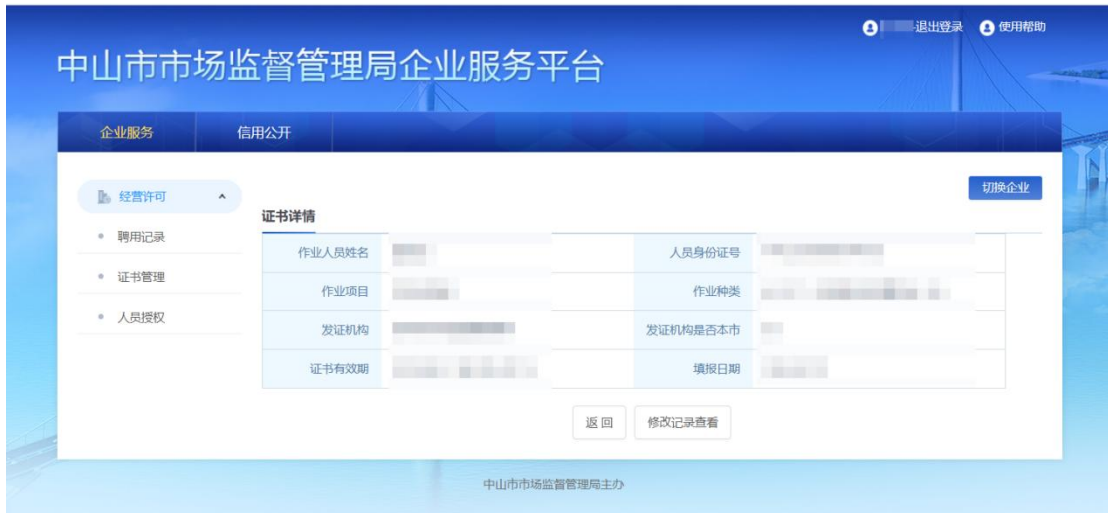 退出登录 使用帮助
中山市市场监督管理局企业服务平台
企业服务 信用公开
切换企业
经营许可
聘用记录
证书管理
人员授权
证书详情
作业人员姓名 人员身份证号
作业项目 作业种类
发证机构 发证机构是否本市
证书有效期 填报日期
返回 修改记录查看
中山市市场监督管理局主办